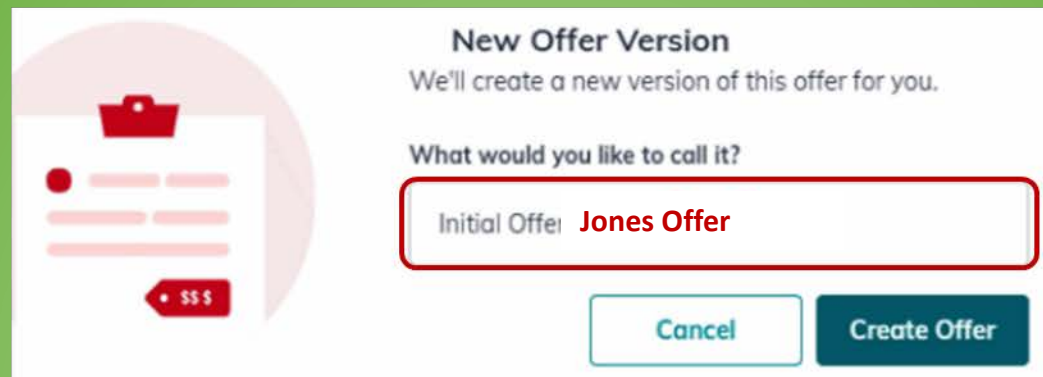 New Offer Version
We'll create a new version of this offer for you.
What would you like to call it?
Initial Offer Jones Offer
$$$
Cancel Create Offer